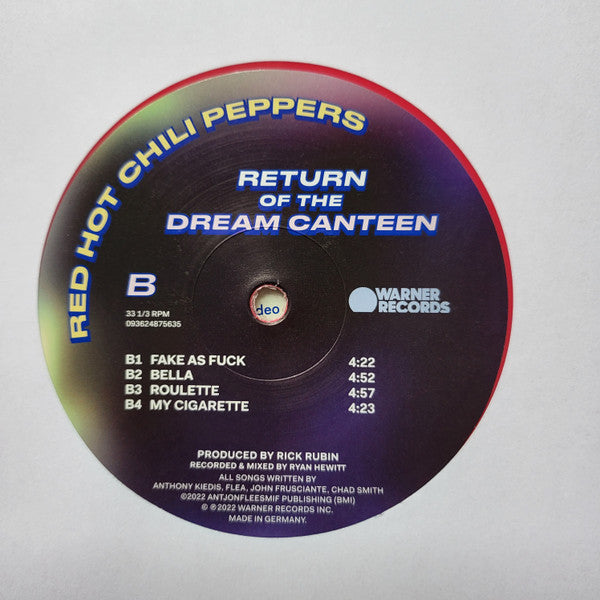 RED HOT CHILI PEPPERS
RETURN
OF THE
DREAM CANTEEN
B
33 1/3 RPM
093624875635
WARNER
RECORDS
deo
B1 FAKE AS FUCK 4:22
B2 BELLA 4:52
B3 ROULETTE 4:57
B4 MY CIGARETTE 4:23
PRODUCED BY RICK RUBIN
RECORDED & MIXED BY RYAN HEWITT
ALL SONGS WRITTEN BY
ANTHONY KIEDIS, FLEA, JOHN FRUSCIANTE, CHAD SMITH
©2022 ANTJONFLEESMIF PUBLISHING (BMI)
© ℗ 2022 WARNER RECORDS INC.
MADE IN GERMANY.